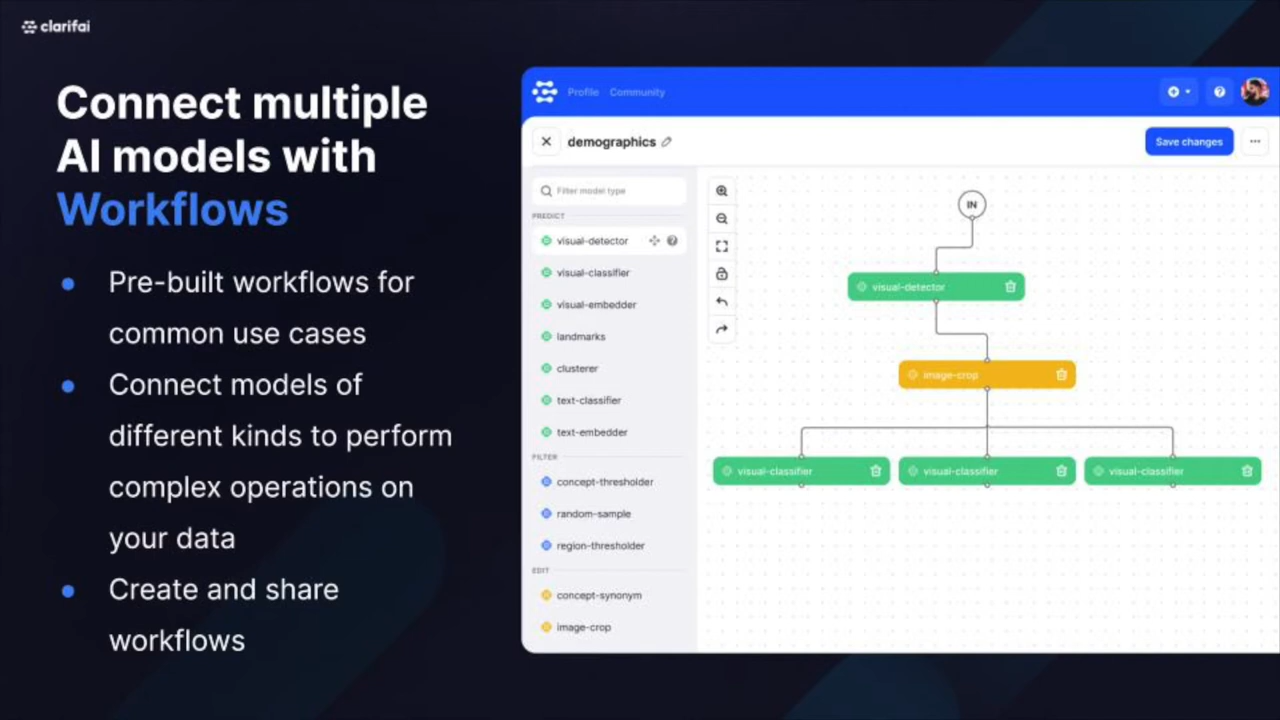 clarifai
Connect multiple
AI models with
Workflows
● Pre-built workflows for
common use cases
● Connect models of
different kinds to perform
complex operations on
your data
● Create and share
workflows
Profile Community
demographics
Save changes
Filter model type
PREDICT
visual-detector
visual-classifier
visual-embedder
landmarks
clusterer
text-classifier
text-embedder
FILTER
concept-thresholder
random-sample
region-thresholder
EDIT
concept-synonym
image-crop
IN
visual-detector
image-crop
visual-classifier visual-classifier visual-classifier